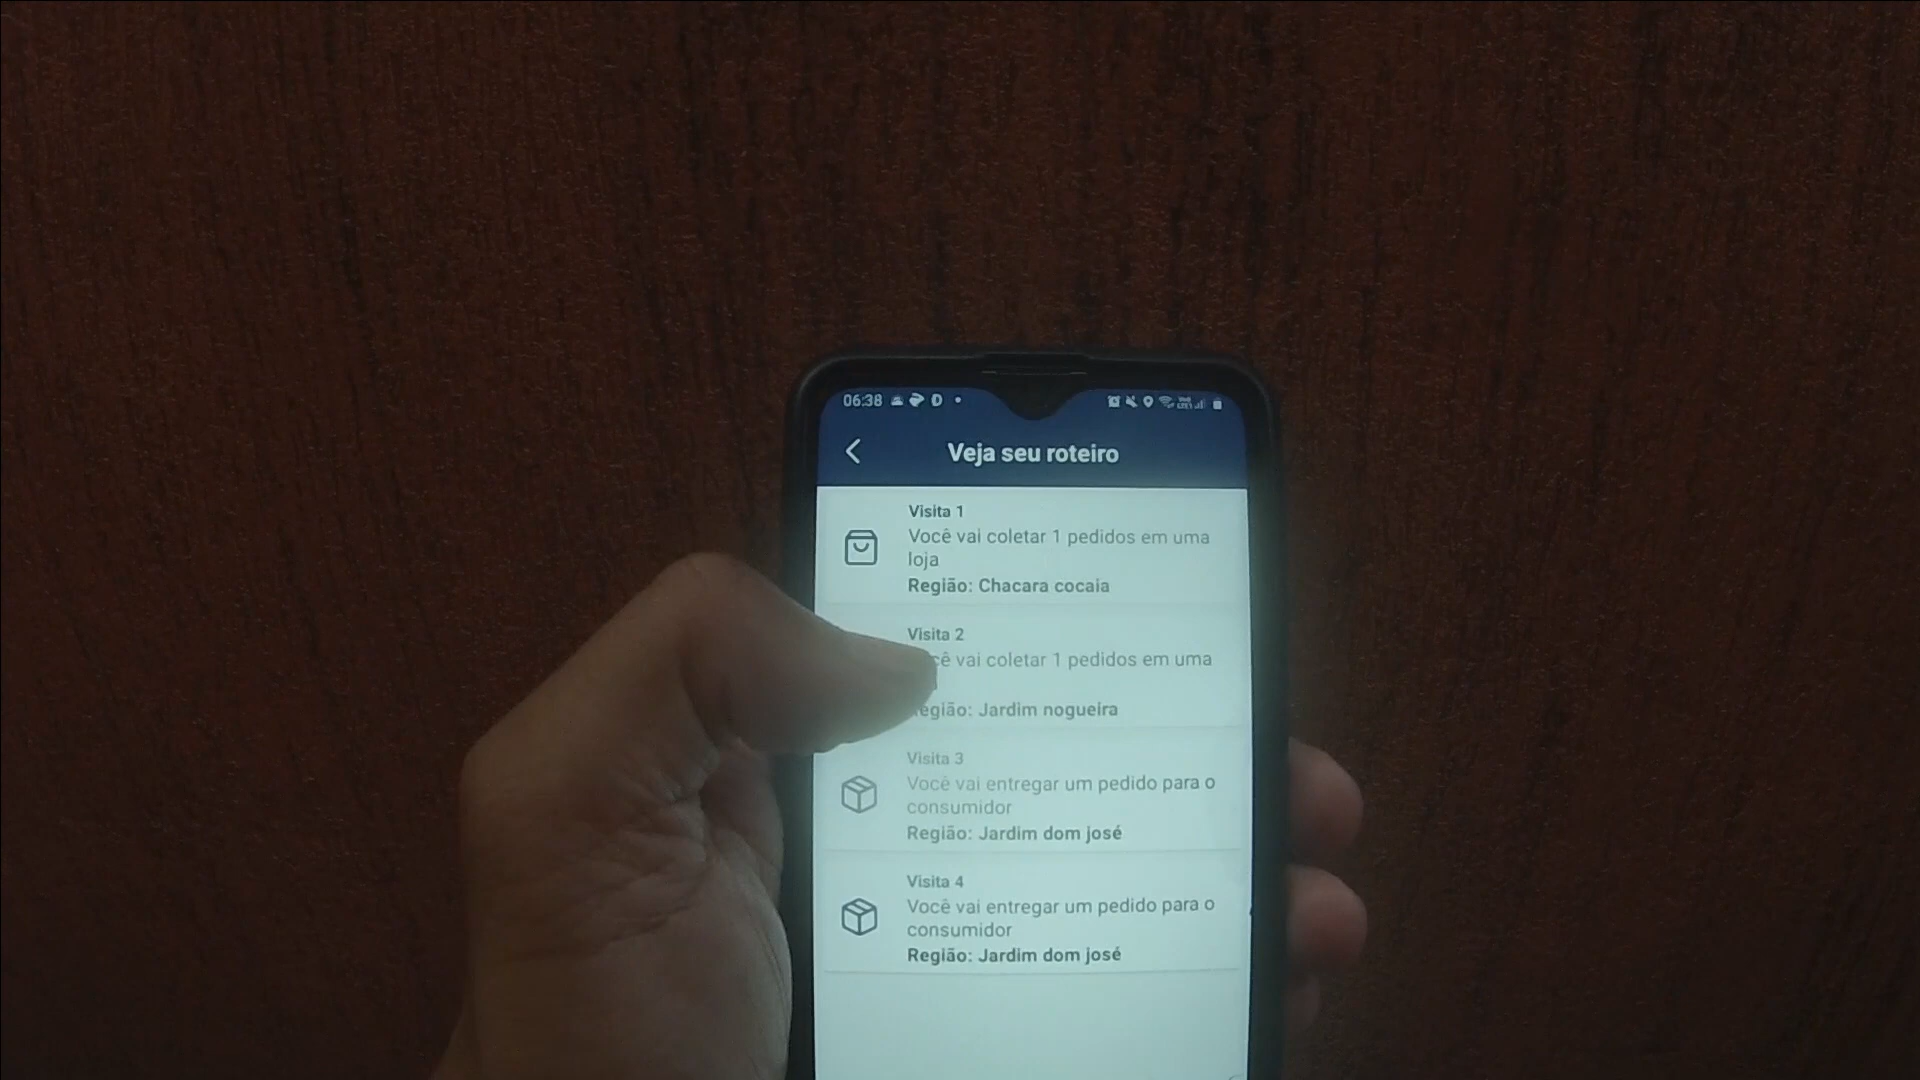 06:38 D
Veja seu roteiro
Visita 1
Você vai coletar 1 pedidos em uma
loja
Região: Chacara cocaia
Visita 2
vai coletar 1 pedidos em uma
Jardim nogueira
Visita 3
Você vai entregar um pedido para o
consumidor
Região: Jardim dom josé
Visita 4
Você vai entregar um pedido para o
consumidor
Região: Jardim dom josé